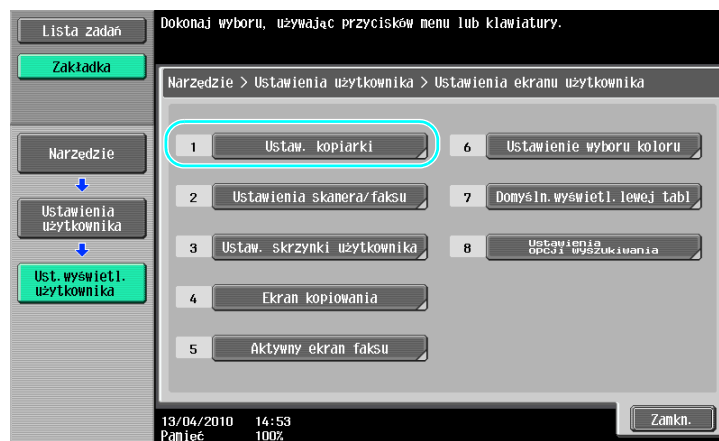 Lista zadań
Zakładka
Dokonaj wyboru, używając przycisków menu lub klawiatury.
Narzędzie > Ustawienia użytkownika > Ustawienia ekranu użytkownika
Narzędzie
Ustawienia
użytkownika
Ust.wyświetl.
użytkownika
1 Ustaw. kopiarki
2 Ustawienia skanera/faksu
3 Ustaw. skrzynki użytkownika
4 Ekran kopiowania
5 Aktywny ekran faksu
6 Ustawienie wyboru koloru
7 Domyśln.wyświetl.lewej tabl
8 Ustawienia
opcji wyszukiwania
13/04/2010 14:53
Pamięć 100%
Zamkn.